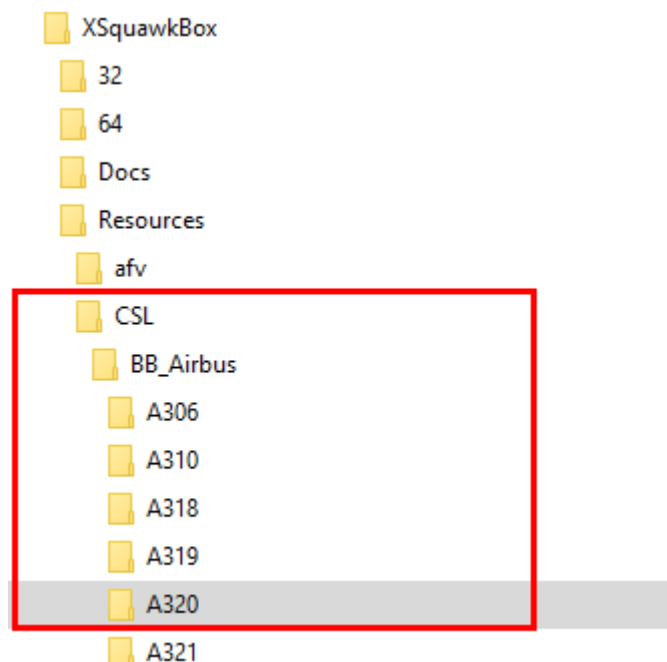 XSquawkBox
32
64
Docs
Resources
afv
CSL
BB_Airbus
A306
A310
A318
A319
A320
A321